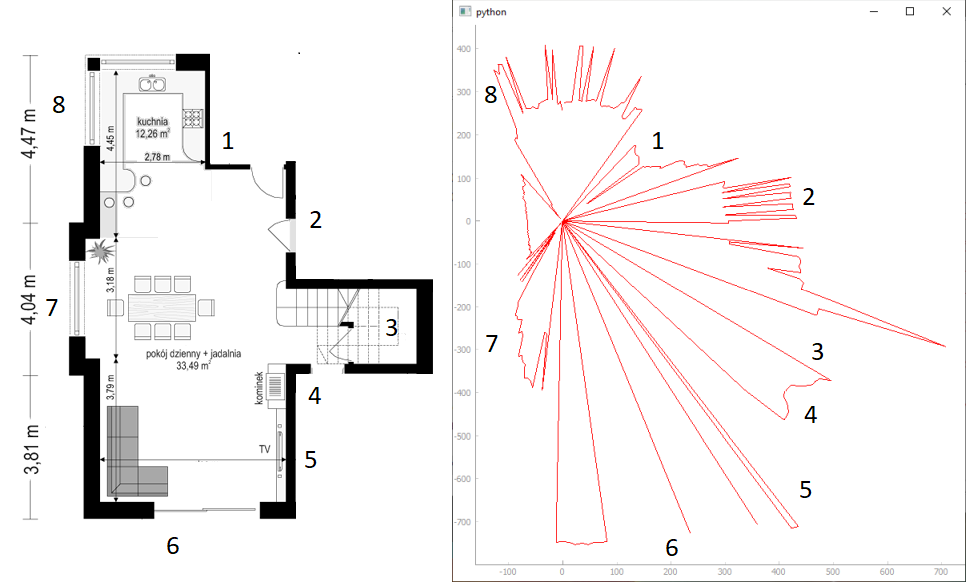 python
8
7
6
5
4
3
2
1
4,47 m
4,04 m
3,81 m
kuchnia
12,26 m²
4,45 m
2,78 m
3,18 m
pokój dzienny + jadalnia
33,49 m²
3,79 m
kominek
TV
400
300
200
100
0
-100
-200
-300
-400
-500
-600
-700
-100
0
100
200
300
400
500
600
700
8
1
2
3
4
5
6
7